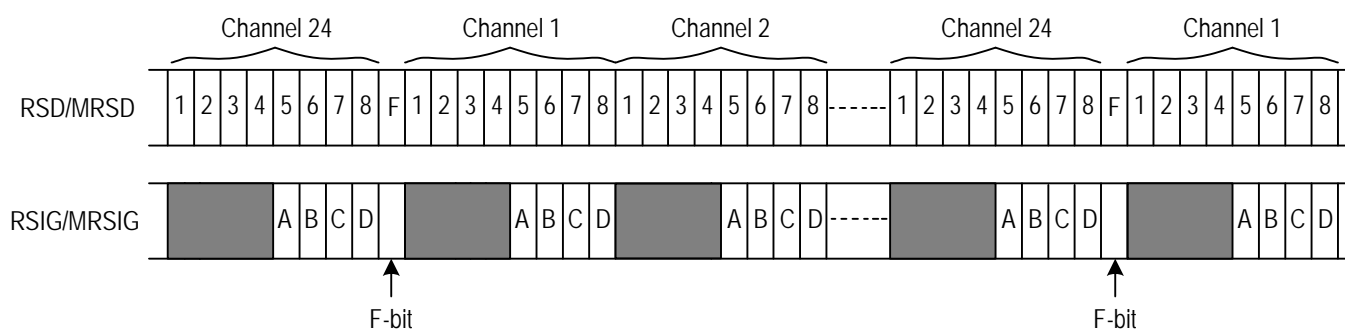 Channel 24 Channel 1 Channel 2 Channel 24 Channel 1
RSD/MRSD 1 2 3 4 5 6 7 8 F 1 2 3 4 5 6 7 8 1 2 3 4 5 6 7 8 1 2 3 4 5 6 7 8 F 1 2 3 4 5 6 7 8
RSIG/MRSIG A B C D A B C D A B C D A B C D A B C D
F-bit F-bit